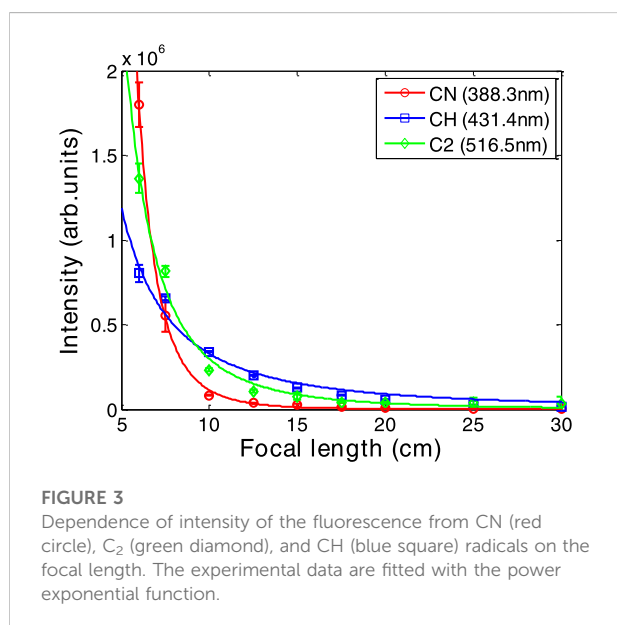 x 10⁶
2
1.5
1
0.5
0
Intensity (arb.units)
CN (388.3nm)
CH (431.4nm)
C2 (516.5nm)
5 10 15 20 25 30
Focal length (cm)
FIGURE 3
Dependence of intensity of the fluorescence from CN (red
circle), C₂ (green diamond), and CH (blue square) radicals on the
focal length. The experimental data are fitted with the power
exponential function.